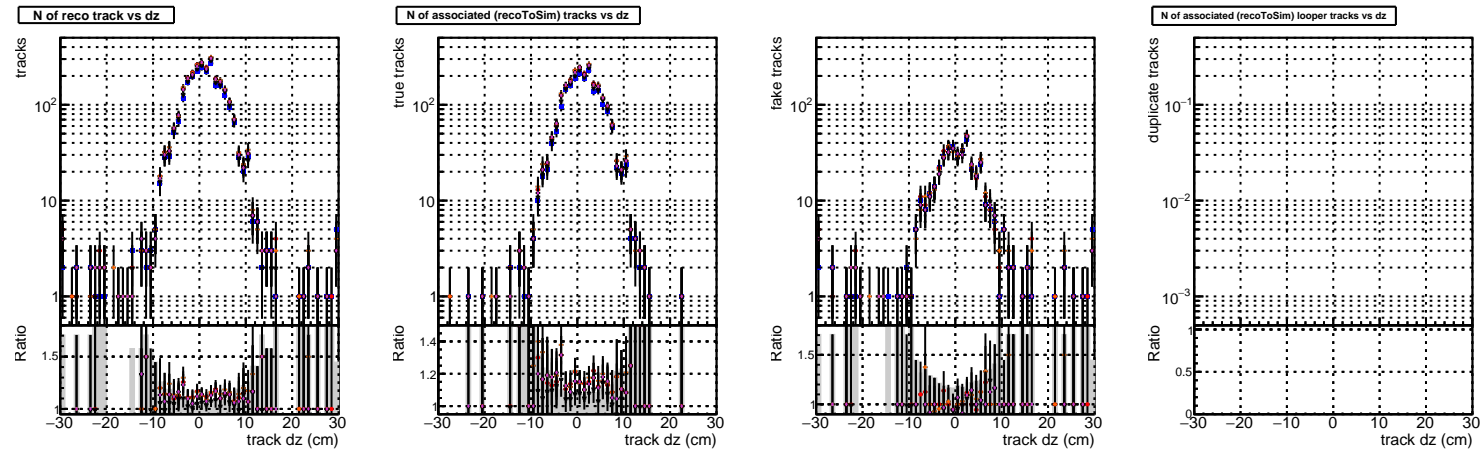 N of reco track vs dz
tracks
10²
10
1
Ratio
1.5
1
−30 −20 −10 0 10 20 30
track dz (cm)
N of associated (recoToSim) tracks vs dz
true tracks
10²
10
1
Ratio
1.4
1.2
1
−30 −20 −10 0 10 20 30
track dz (cm)
fake tracks
10²
10
1
Ratio
1.5
1
−30 −20 −10 0 10 20 30
track dz (cm)
N of associated (recoToSim) looper tracks vs dz
duplicate tracks
10⁻¹
10⁻²
10⁻³
Ratio
1
0.5
0
−30 −20 −10 0 10 20 30
track dz (cm)